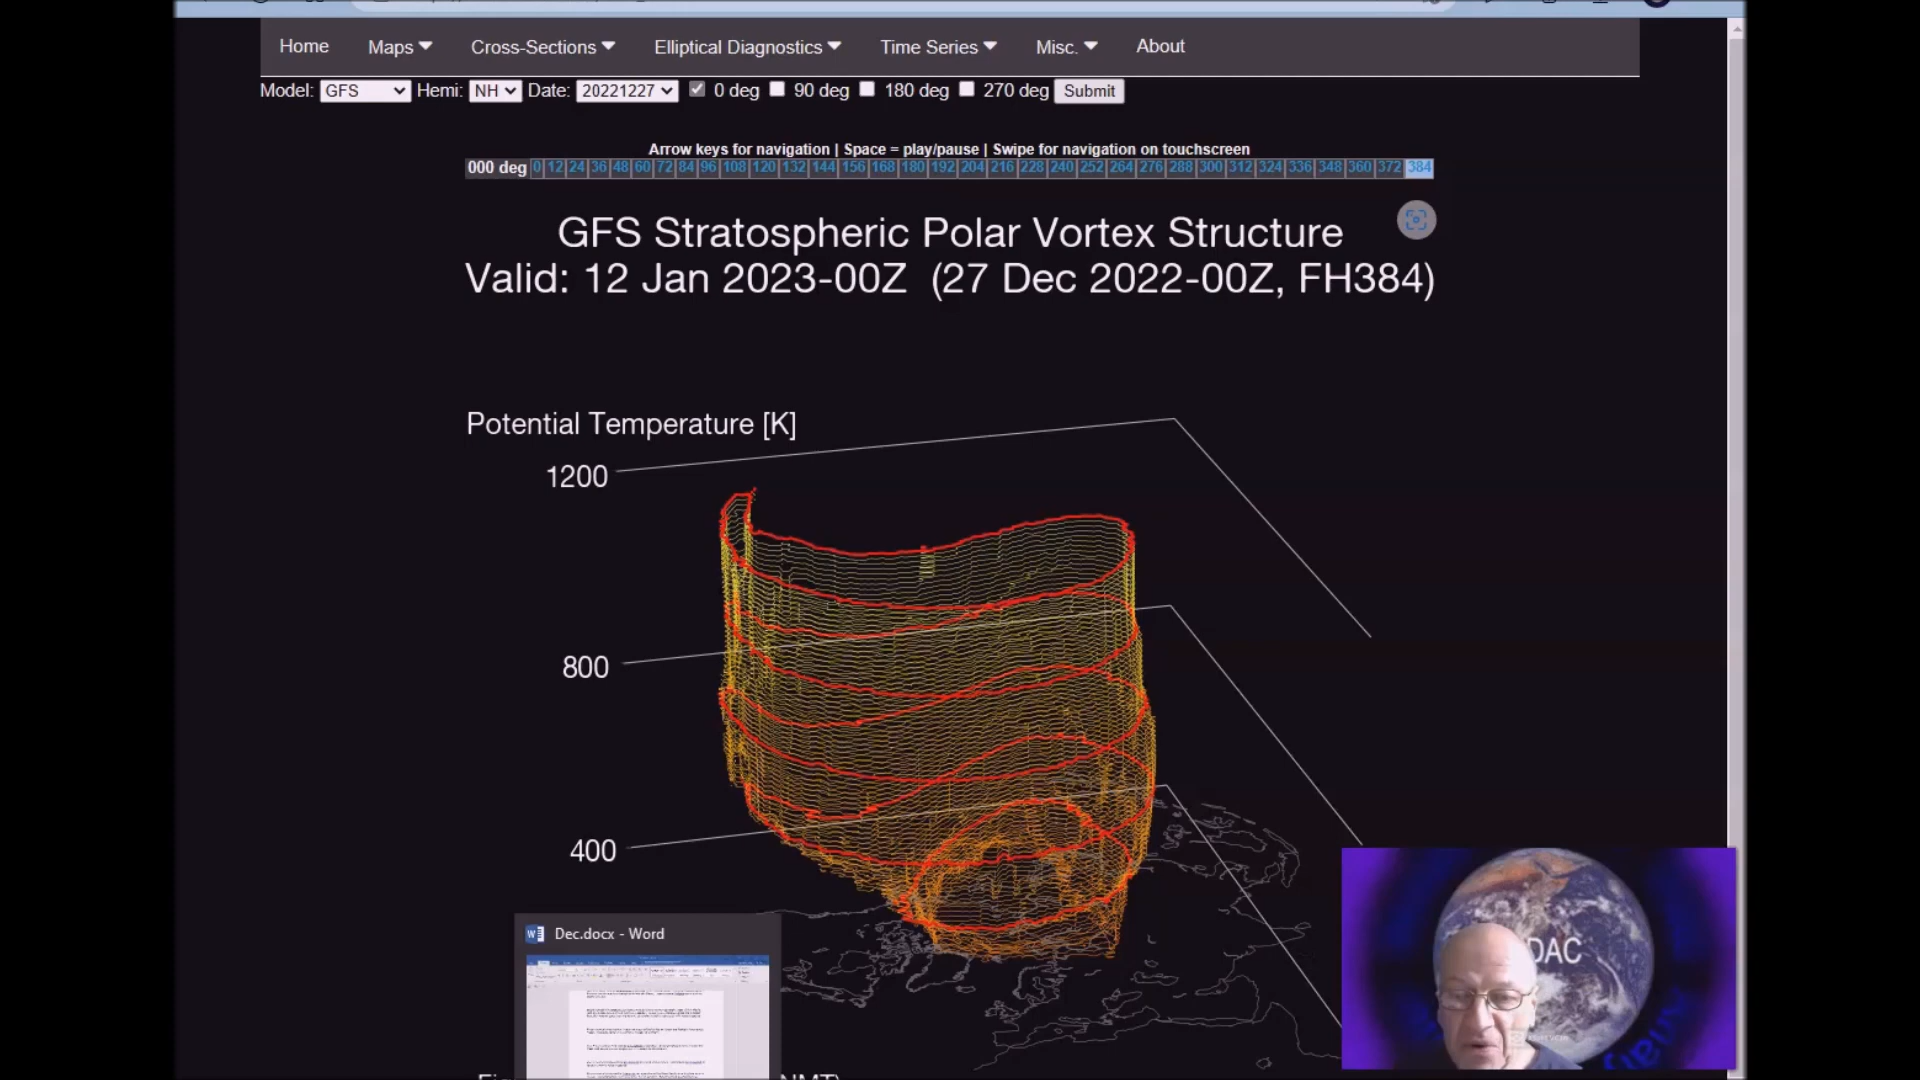 Home Maps Cross-Sections Elliptical Diagnostics Time Series Misc. About
Model: GFS Hemi: NH Date: 20221227 0 deg 90 deg 180 deg 270 deg Submit
Arrow keys for navigation | Space = play/pause | Swipe for navigation on touchscreen
000 deg 0 12 24 36 48 60 72 84 96 108 120 132 144 156 168 180 192 204 216 228 240 252 264 276 288 300 312 324 336 348 360 372 384
GFS Stratospheric Polar Vortex Structure
Valid: 12 Jan 2023-00Z (27 Dec 2022-00Z, FH384)
Potential Temperature [K]
1200
800
400
Dec.docx - Word
DAC